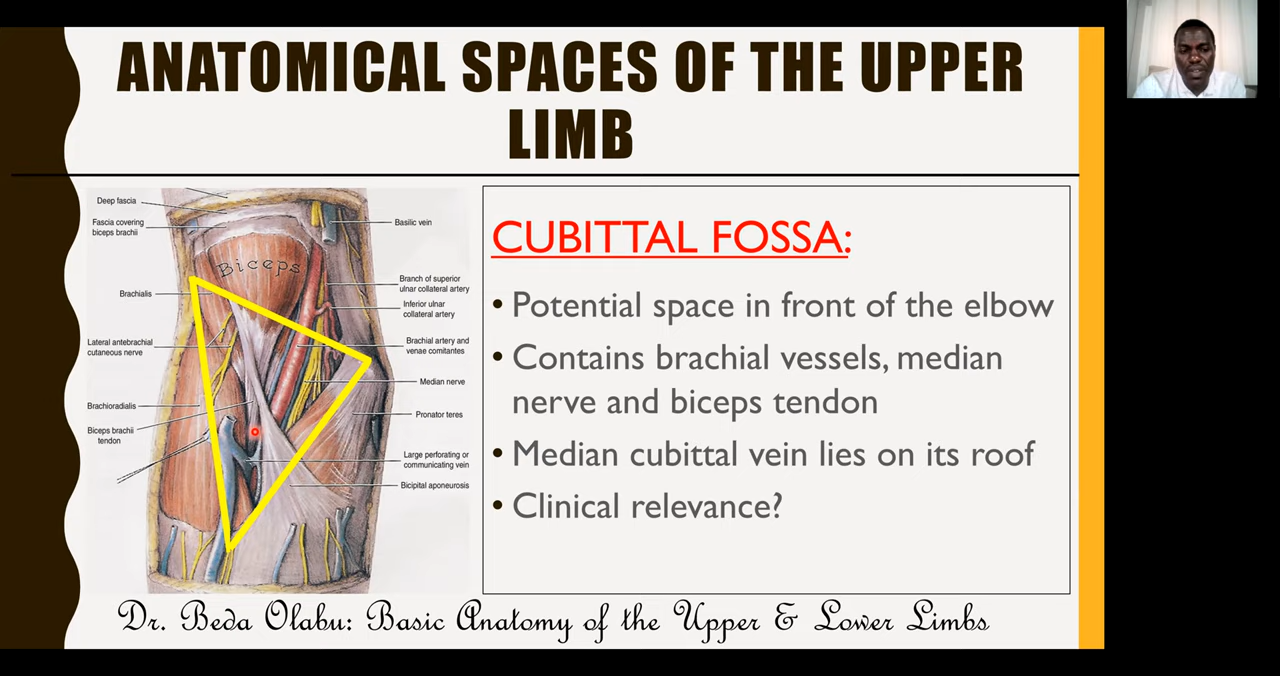 ANATOMICAL SPACES OF THE UPPER
LIMB
Deep fascia
Fascia covering
biceps brachii
Brachialis
Lateral antebrachial
cutaneous nerve
Brachioradialis
Biceps brachii
tendon
Biceps
Basilic vein
Branch of superior
ulnar collateral artery
Inferior ulnar
collateral artery
Brachial artery and
venae comitantes
Median nerve
Pronator teres
Large perforating or
communicating vein
Bicipital aponeurosis
CUBITTAL FOSSA:
• Potential space in front of the elbow
• Contains brachial vessels, median
nerve and biceps tendon
• Median cubittal vein lies on its roof
• Clinical relevance?
Dr. Beda Olabu: Basic Anatomy of the Upper & Lower Limbs